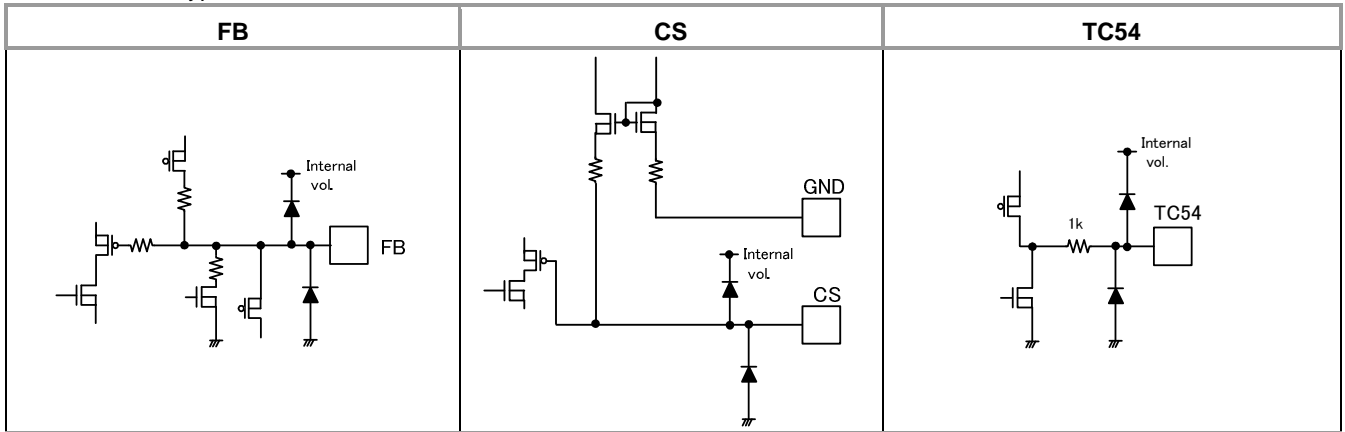 FB
CS
TC54
Internal
vol.
FB
GND
Internal
vol.
CS
Internal
vol.
1k
TC54